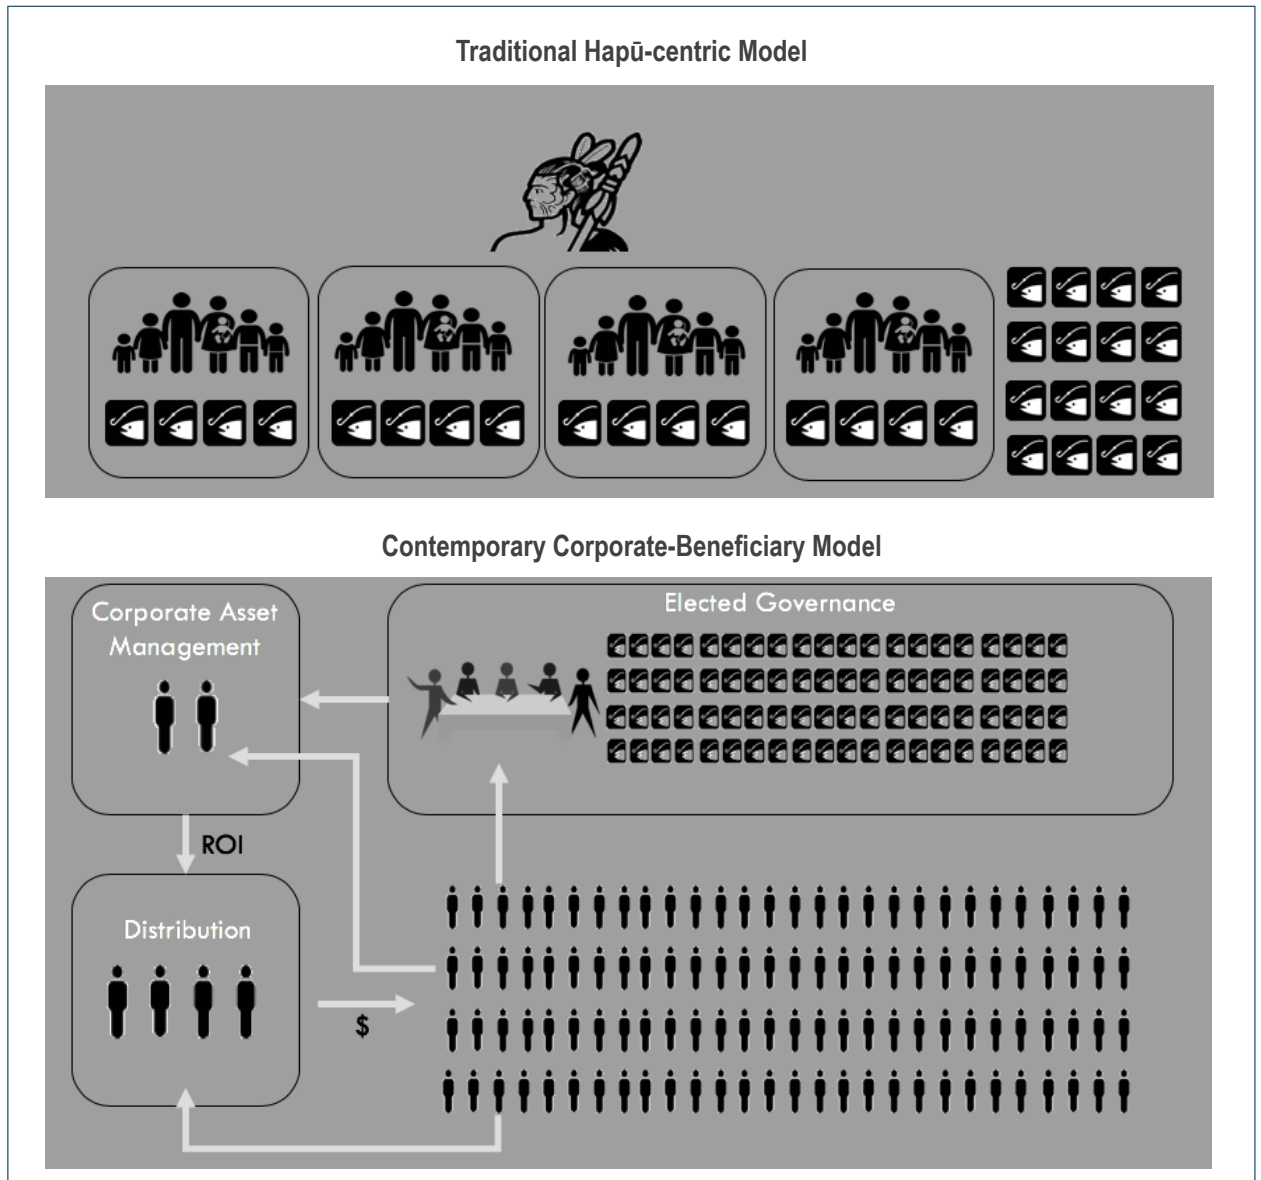 Traditional Hapū-centric Model
Contemporary Corporate-Beneficiary Model
Corporate Asset
Management
Elected Governance
ROI
Distribution
$